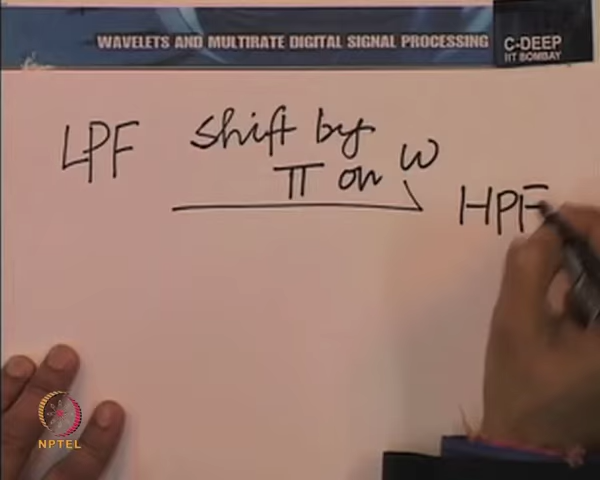 WAVELETS AND MULTIRATE DIGITAL SIGNAL PROCESSING
C-DEEP
IIT BOMBAY
LPF shift by
π on ω
HPF
NPTEL